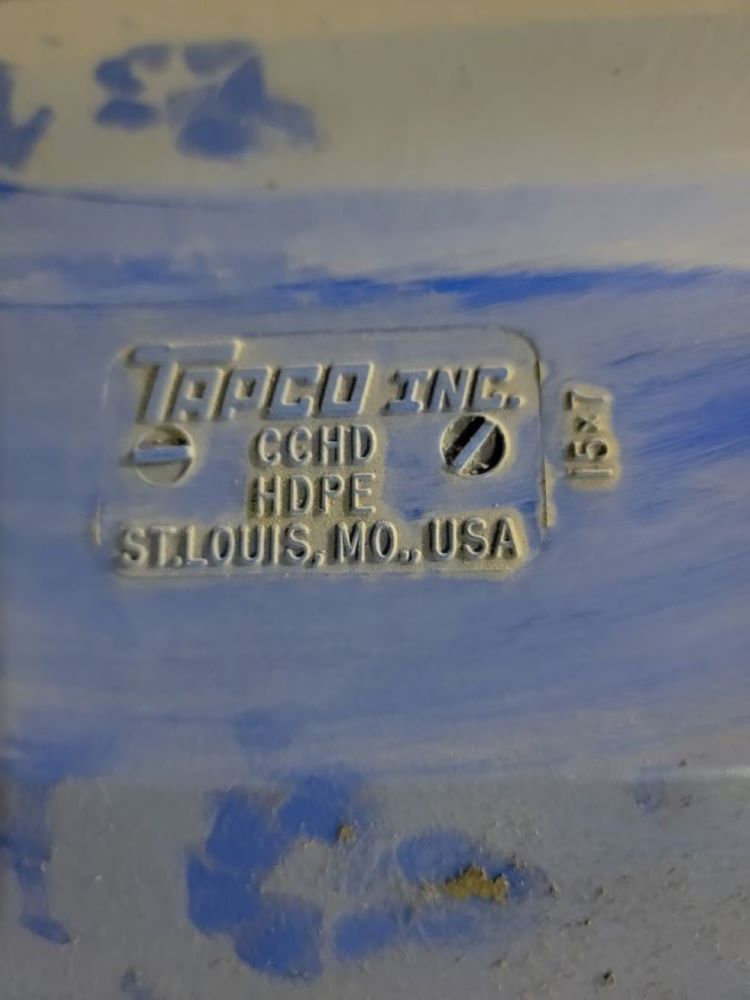 TAPCO INC.
CCHD
HDPE
ST.LOUIS, MO., USA
15x7